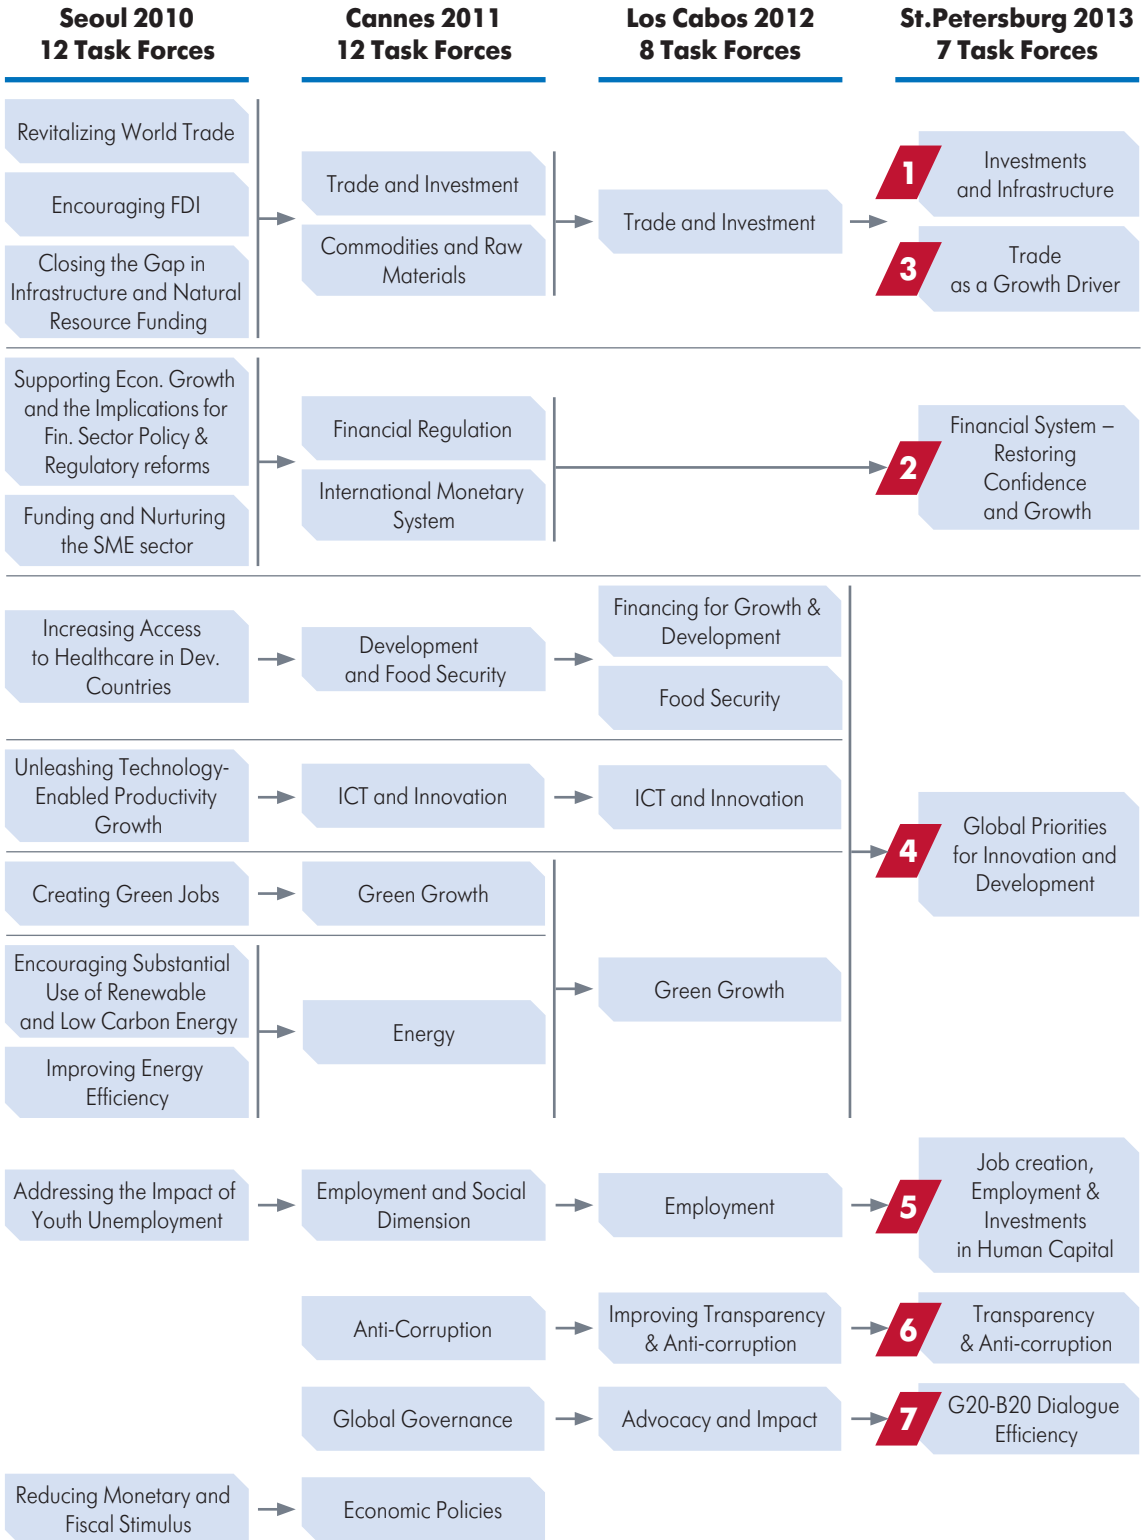 Seoul 2010
12 Task Forces
Cannes 2011
12 Task Forces
Los Cabos 2012
8 Task Forces
St.Petersburg 2013
7 Task Forces
Revitalizing World Trade
Encouraging FDI
Closing the Gap in
Infrastructure and Natural
Resource Funding
Trade and Investment
Commodities and Raw
Materials
Trade and Investment
1
Investments
and Infrastructure
3
Trade
as a Growth Driver
Supporting Econ. Growth
and the Implications for
Fin. Sector Policy &
Regulatory reforms
Funding and Nurturing
the SME sector
Financial Regulation
International Monetary
System
2
Financial System –
Restoring
Confidence
and Growth
Increasing Access
to Healthcare in Dev.
Countries
Development
and Food Security
Financing for Growth &
Development
Food Security
Unleashing Technology-
Enabled Productivity
Growth
ICT and Innovation
ICT and Innovation
4
Global Priorities
for Innovation and
Development
Creating Green Jobs
Green Growth
Encouraging Substantial
Use of Renewable
and Low Carbon Energy
Improving Energy
Efficiency
Energy
Green Growth
Addressing the Impact of
Youth Unemployment
Employment and Social
Dimension
Employment
5
Job creation,
Employment &
Investments
in Human Capital
Anti-Corruption
Improving Transparency
& Anti-corruption
6
Transparency
& Anti-corruption
Global Governance
Advocacy and Impact
7
G20-B20 Dialogue
Efficiency
Reducing Monetary and
Fiscal Stimulus
Economic Policies